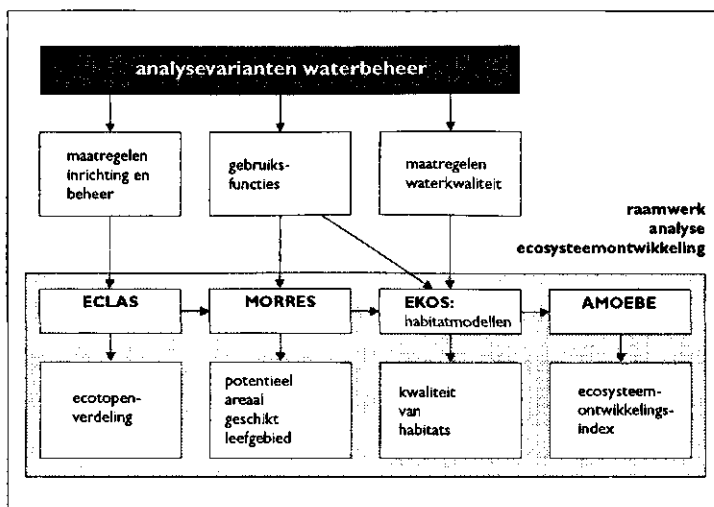 analysevarianten waterbeheer
maatregelen
inrichting en
beheer
gebruiks-
functies
maatregelen
waterkwaliteit
raamwerk
analyse
ecosysteemontwikkeling
ECLAS
MORRES
EKOS:
habitatmodellen
AMOEBE
ecotopen-
verdeling
potentieel
areaal
geschikt
leefgebied
kwaliteit
van
habitats
ecosysteem-
ontwikkelings-
index